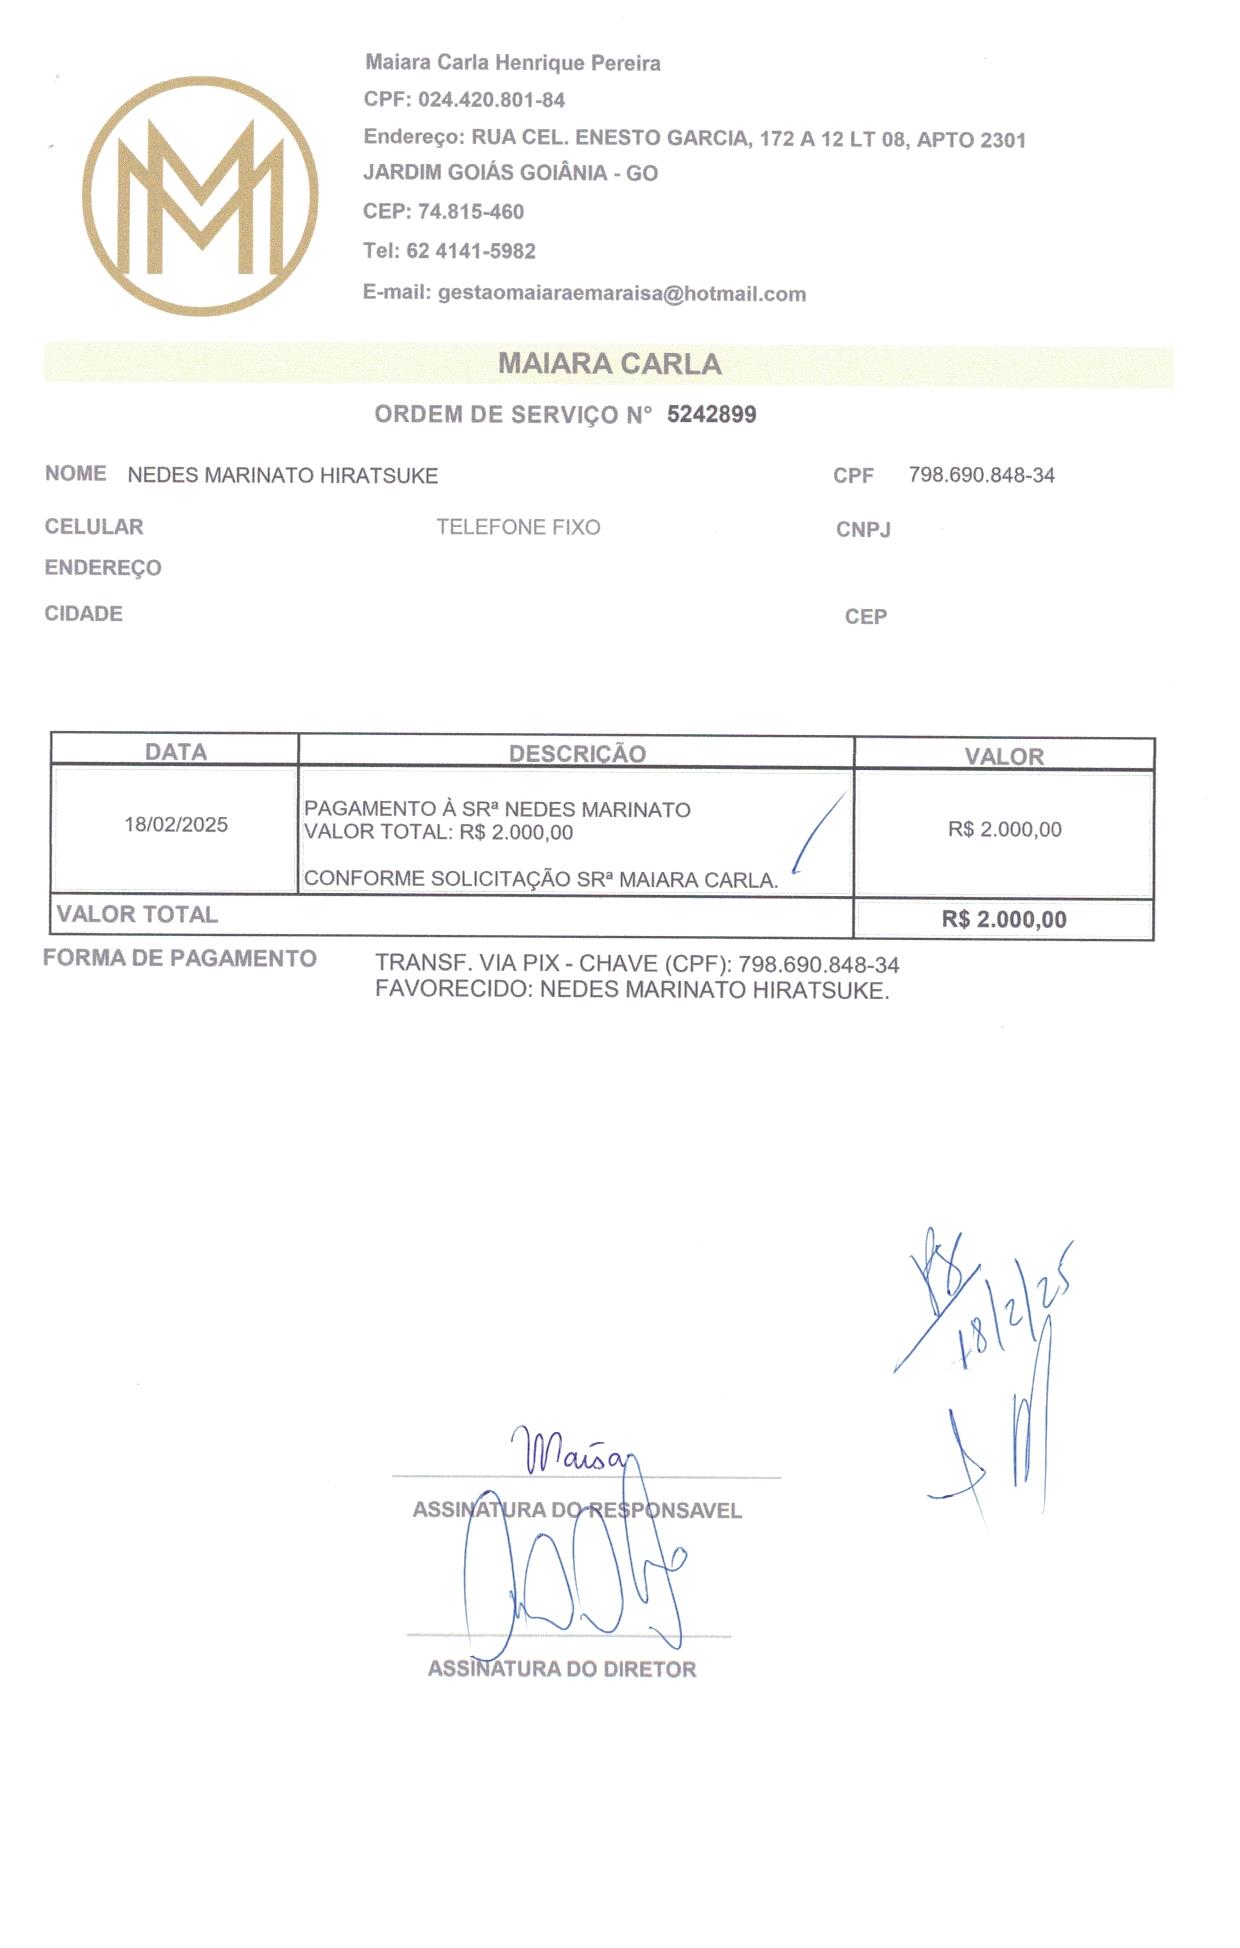 Maiara Carla Henrique Pereira
CPF: 024.420.801-84
Endereço: RUA CEL. ENESTO GARCIA, 172 A 12 LT 08, APTO 2301
JARDIM GOIÁS GOIÂNIA - GO
CEP: 74.815-460
Tel: 62 4141-5982
E-mail: gestaomaiaraemaraisa@hotmail.com
MAIARA CARLA
ORDEM DE SERVIÇO N° 5242899
NOME NEDES MARINATO HIRATSUKE CPF 798.690.848-34
CELULAR TELEFONE FIXO CNPJ
ENDEREÇO
CIDADE CEP
DATA DESCRIÇÃO VALOR
PAGAMENTO À SRª NEDES MARINATO
18/02/2025 VALOR TOTAL: R$ 2.000,00 R$ 2.000,00
CONFORME SOLICITAÇÃO SRª MAIARA CARLA.
VALOR TOTAL R$ 2.000,00
FORMA DE PAGAMENTO TRANSF. VIA PIX - CHAVE (CPF): 798.690.848-34
FAVORECIDO: NEDES MARINATO HIRATSUKE.
18/2/25
Maísa
ASSINATURA DO RESPONSAVEL
ASSINATURA DO DIRETOR